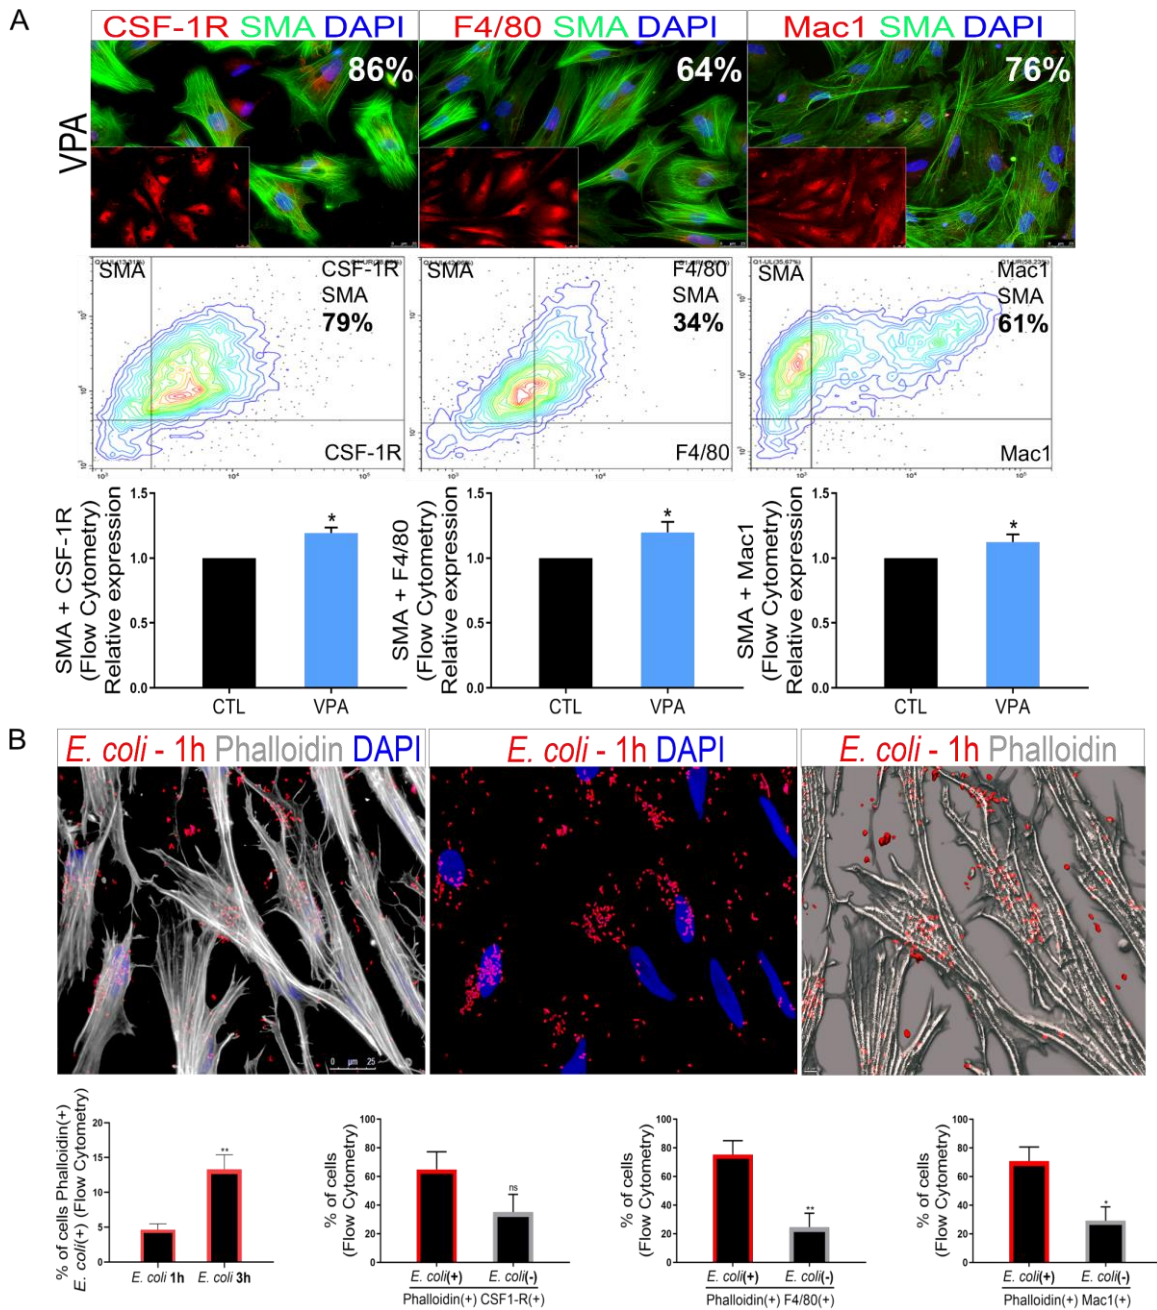 A
CSF-1R SMA DAPI
F4/80 SMA DAPI
Mac1 SMA DAPI
VPA
86%
64%
76%
SMA
CSF-1R
SMA
79%
CSF-1R
F4/80
SMA
34%
F4/80
SMA
Mac1
SMA
61%
Mac1
SMA + CSF-1R
(Flow Cytometry)
Relative expression
1.5
1.0
0.5
0.0
*
CTL VPA
SMA + F4/80
(Flow Cytometry)
Relative expression
1.5
1.0
0.5
0.0
*
CTL VPA
SMA + Mac1
(Flow Cytometry)
Relative expression
1.5
1.0
0.5
0.0
*
CTL VPA
B
E. coli - 1h Phalloidin DAPI
E. coli - 1h DAPI
E. coli - 1h Phalloidin
0 µm 25
% of cells Phalloidin(+)
E. coli(+) (Flow Cytometry)
20
15
10
5
0
**
E. coli 1h E. coli 3h
% of cells
(Flow Cytometry)
100
80
60
40
20
0
ns
E. coli(+) E. coli(-)
Phalloidin(+) CSF1-R(+)
% of cells
(Flow Cytometry)
100
80
60
40
20
0
**
E. coli(+) E. coli(-)
Phalloidin(+) F4/80(+)
% of cells
(Flow Cytometry)
100
80
60
40
20
0
*
E. coli(+) E. coli(-)
Phalloidin(+) Mac1(+)